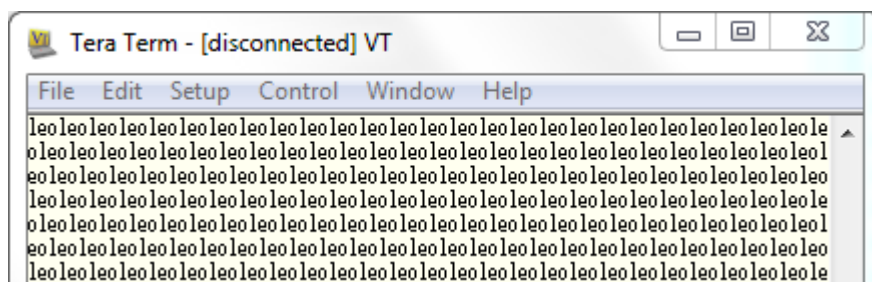 Tera Term - [disconnected] VT
File Edit Setup Control Window Help
leoleoleoleoleoleoleoleoleoleoleoleoleoleoleoleoleoleoleoleoleoleoleoleoleoleole
oleoleoleoleoleoleoleoleoleoleoleoleoleoleoleoleoleoleoleoleoleoleoleoleoleoleol
eoleoleoleoleoleoleoleoleoleoleoleoleoleoleoleoleoleoleoleoleoleoleoleoleoleoleo
leoleoleoleoleoleoleoleoleoleoleoleoleoleoleoleoleoleoleoleoleoleoleoleoleoleole
oleoleoleoleoleoleoleoleoleoleoleoleoleoleoleoleoleoleoleoleoleoleoleoleoleoleol
eoleoleoleoleoleoleoleoleoleoleoleoleoleoleoleoleoleoleoleoleoleoleoleoleoleoleo
leoleoleoleoleoleoleoleoleoleoleoleoleoleoleoleoleoleoleoleoleoleoleoleoleoleole